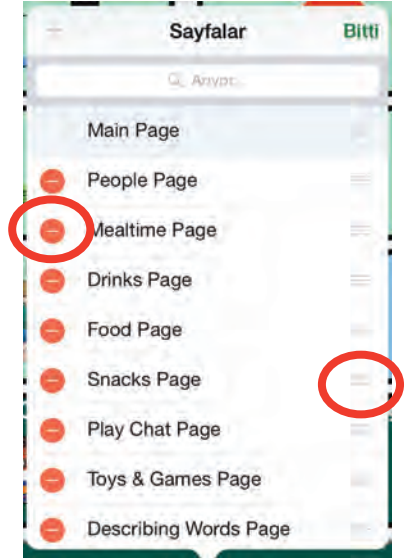 Sayfalar
Bitti
Main Page
People Page
Mealtime Page
Drinks Page
Food Page
Snacks Page
Play Chat Page
Toys & Games Page
Describing Words Page